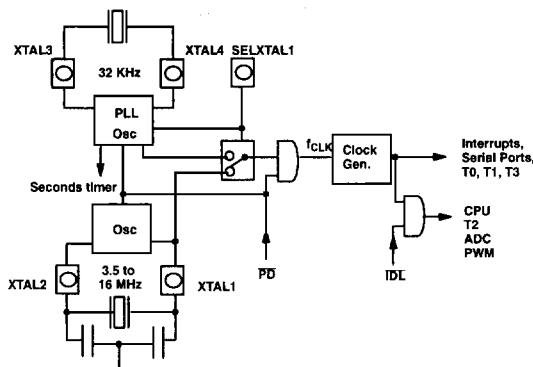 XTAL3
32 KHz
XTAL4 SELXTAL1
PLL
Osc
Seconds timer
fCLK
Clock
Gen.
Interrupts,
Serial Ports,
T0, T1, T3
CPU
T2
ADC
PWM
Osc
XTAL2
3.5 to
16 MHz
XTAL1
PD
IDL